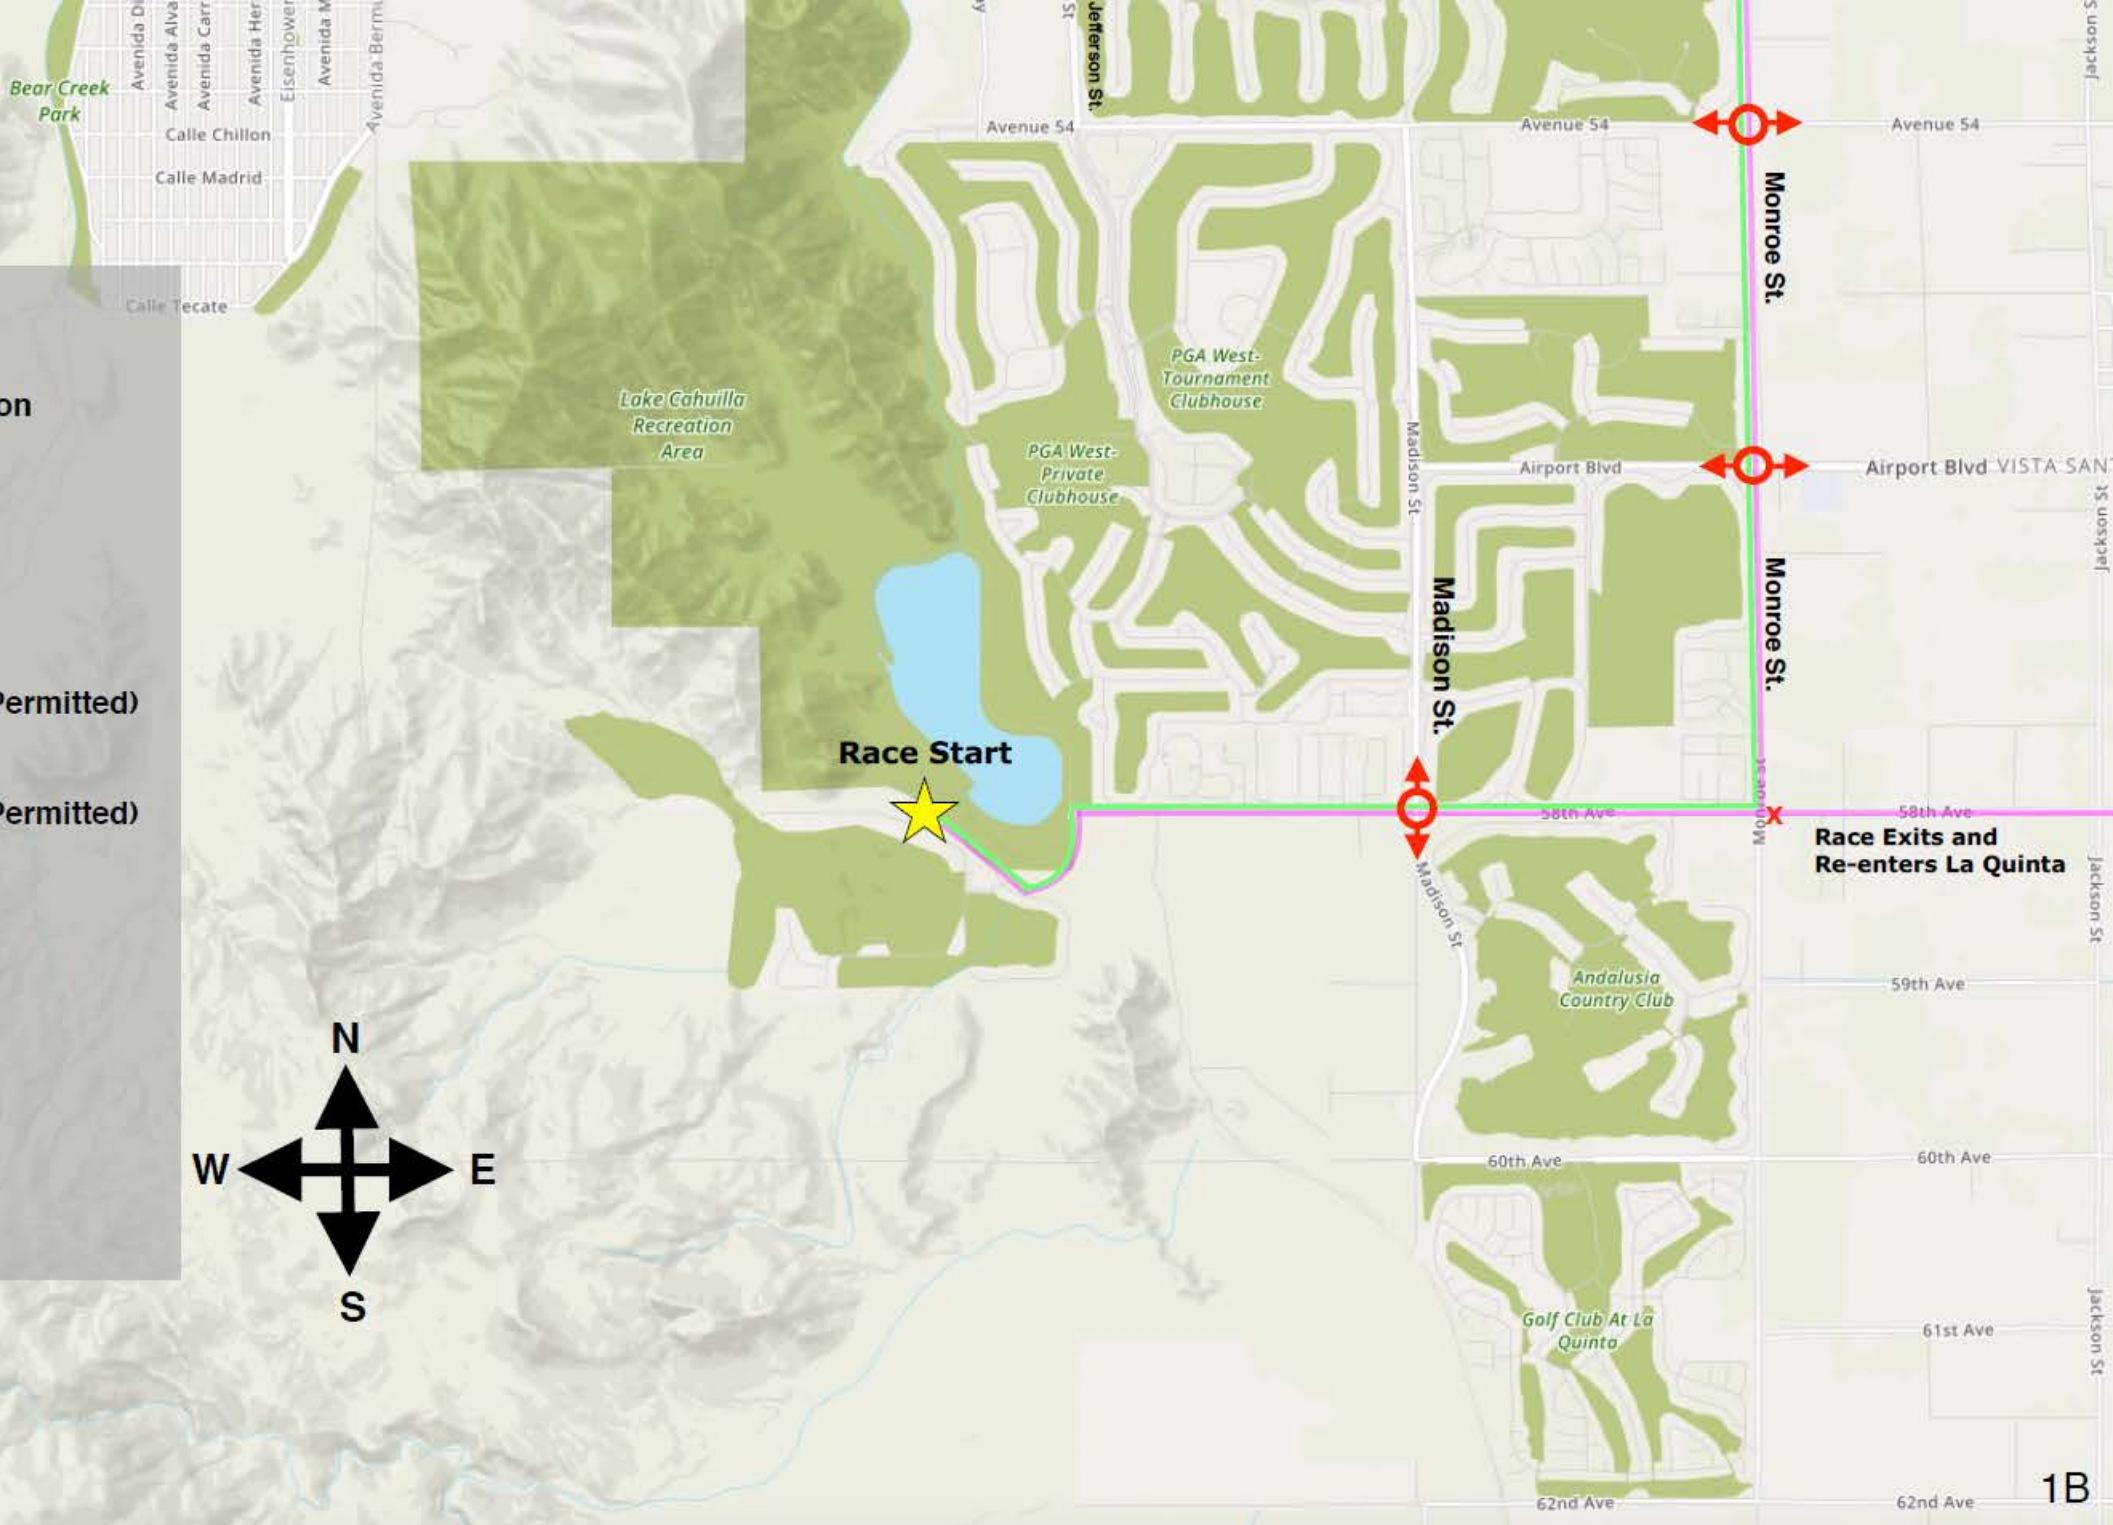 Avenida Alva
Avenida Carr
Avenida Her
Eisenhower
Avenida M
Avenida Bermu
Bear Creek
Park
Calle Chillon
Calle Madrid
Calle Tecate
on
Permitted)
Permitted)
St
Jefferson St.
Jackson S
Avenue 54
Avenue 54
Avenue 54
Monroe St.
PGA West-
Tournament
Clubhouse
Lake Cahuilla
Recreation
Area
PGA West-
Private
Clubhouse
Madison St
Airport Blvd
Airport Blvd
VISTA SANT
Jackson St
Madison St.
Monroe St.
Race Start
58th Ave
Monroe St
x
58th Ave
Race Exits and
Re-enters La Quinta
Madison St
Jackson St
Andalusia
Country Club
59th Ave
N
W
E
S
60th Ave
60th Ave
Golf Club At La
Quinta
61st Ave
Jackson St
62nd Ave
62nd Ave
1B